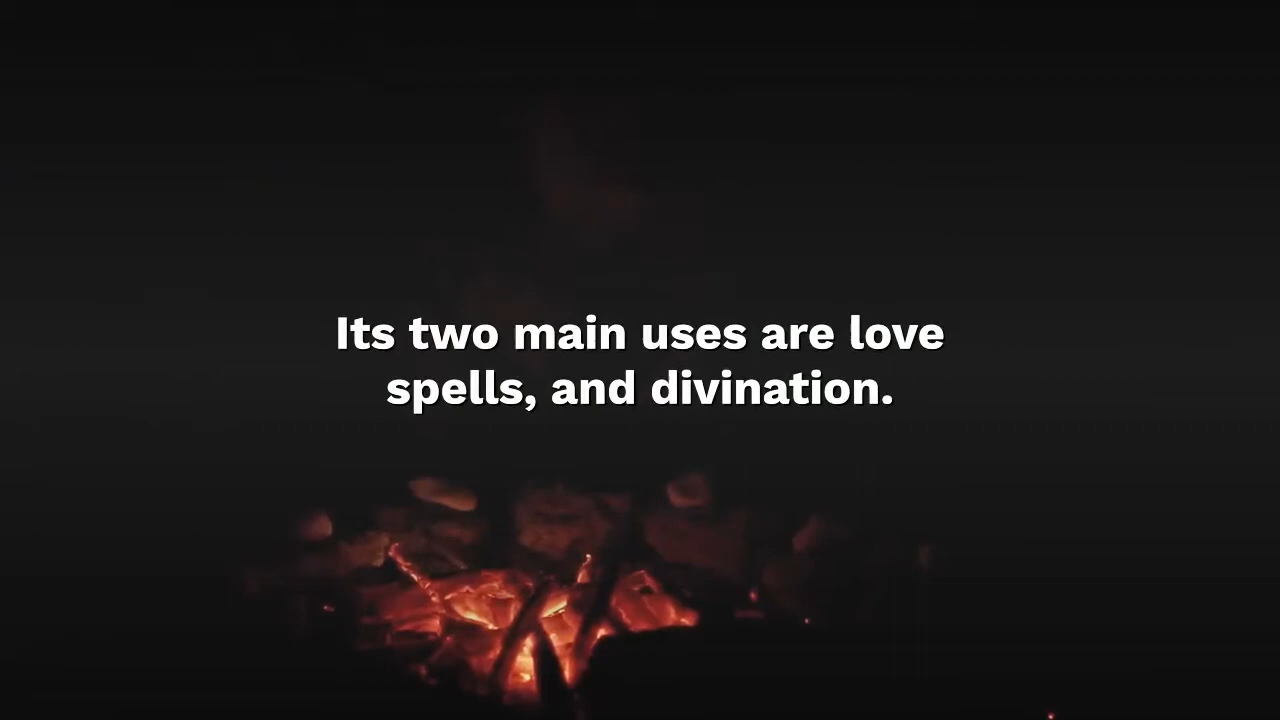 Its two main uses are love
spells, and divination.